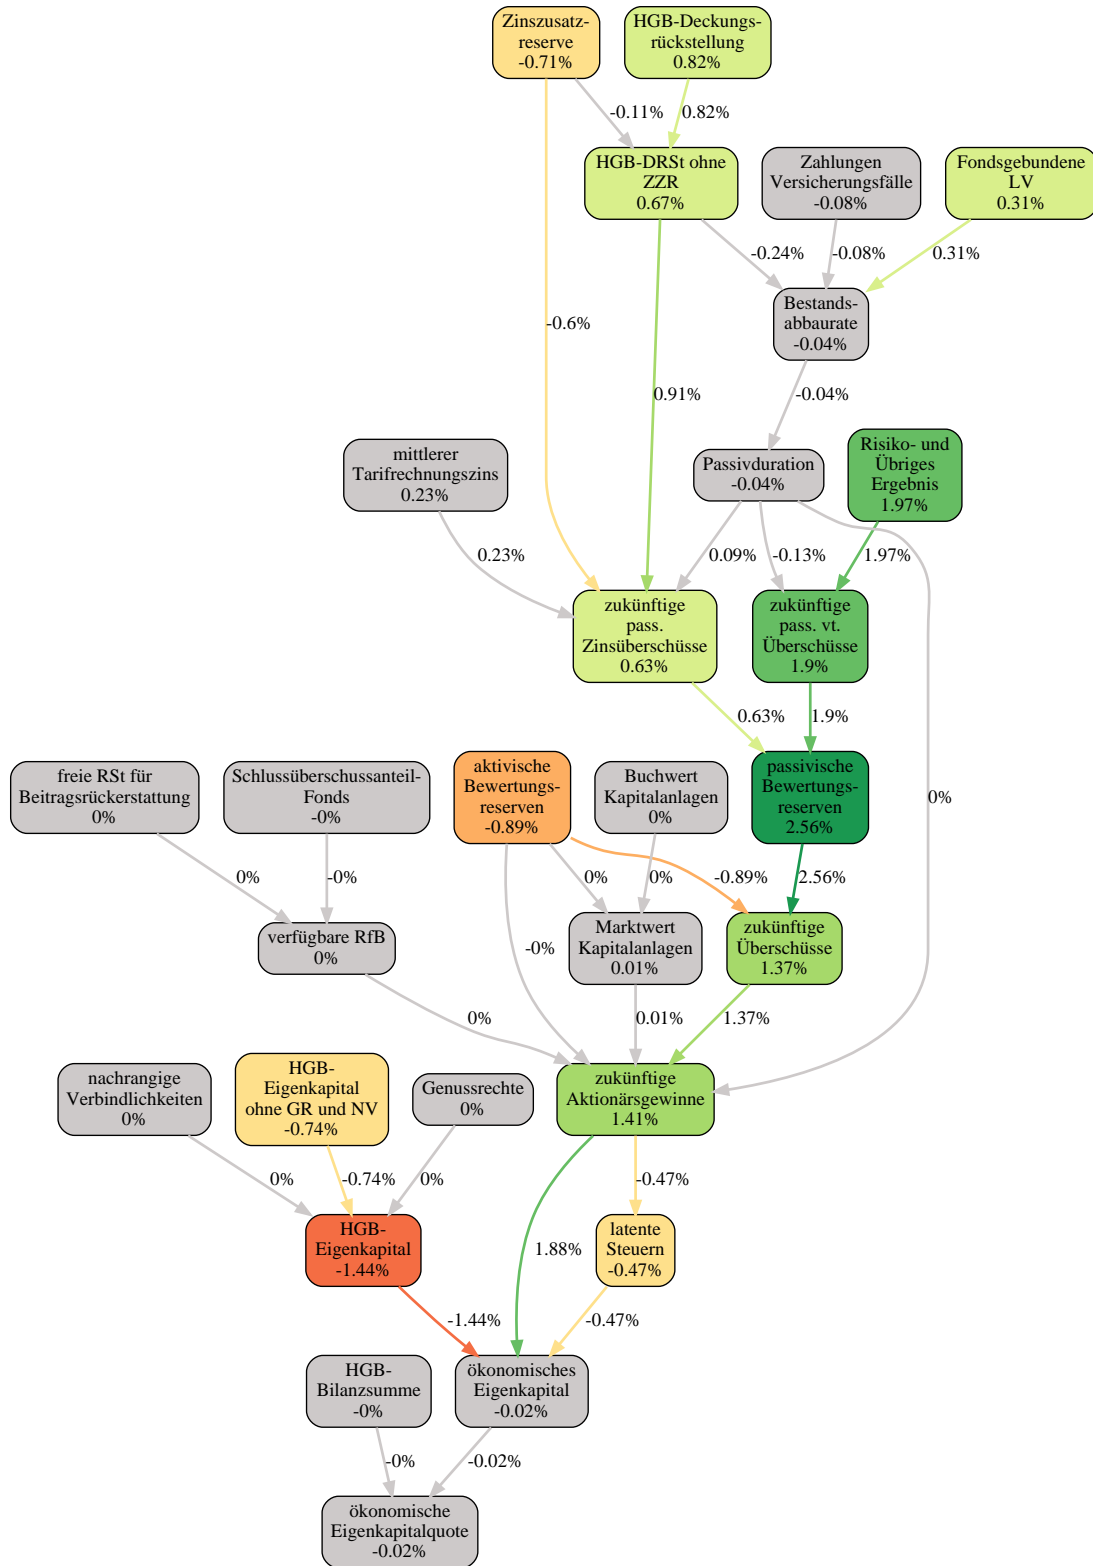 Zinszusatz-
reserve
-0.71%
HGB-Deckungs-
rückstellung
0.82%
-0.11%
0.82%
HGB-DRSt ohne
ZZR
0.67%
Zahlungen
Versicherungsfälle
-0.08%
Fondsgebundene
LV
0.31%
-0.24%
-0.08%
0.31%
Bestands-
abbaurate
-0.04%
-0.6%
0.91%
-0.04%
mittlerer
Tarifrechnungszins
0.23%
Passivduration
-0.04%
Risiko- und
Übriges
Ergebnis
1.97%
0.23%
0.09%
-0.13%
1.97%
zukünftige
pass.
Zinsüberschüsse
0.63%
zukünftige
pass. vt.
Überschüsse
1.9%
0.63%
1.9%
0%
freie RSt für
Beitragsrückerstattung
0%
Schlussüberschussanteil-
Fonds
-0%
aktivische
Bewertungs-
reserven
-0.89%
Buchwert
Kapitalanlagen
0%
passivische
Bewertungs-
reserven
2.56%
0%
-0%
0%
0%
-0.89%
2.56%
verfügbare RfB
0%
-0%
Marktwert
Kapitalanlagen
0.01%
zukünftige
Überschüsse
1.37%
0%
0.01%
1.37%
nachrangige
Verbindlichkeiten
0%
HGB-
Eigenkapital
ohne GR und NV
-0.74%
Genussrechte
0%
zukünftige
Aktionärsgewinne
1.41%
0%
-0.74%
0%
-0.47%
HGB-
Eigenkapital
-1.44%
1.88%
latente
Steuern
-0.47%
-1.44%
-0.47%
HGB-
Bilanzsumme
-0%
ökonomisches
Eigenkapital
-0.02%
-0%
-0.02%
ökonomische
Eigenkapitalquote
-0.02%